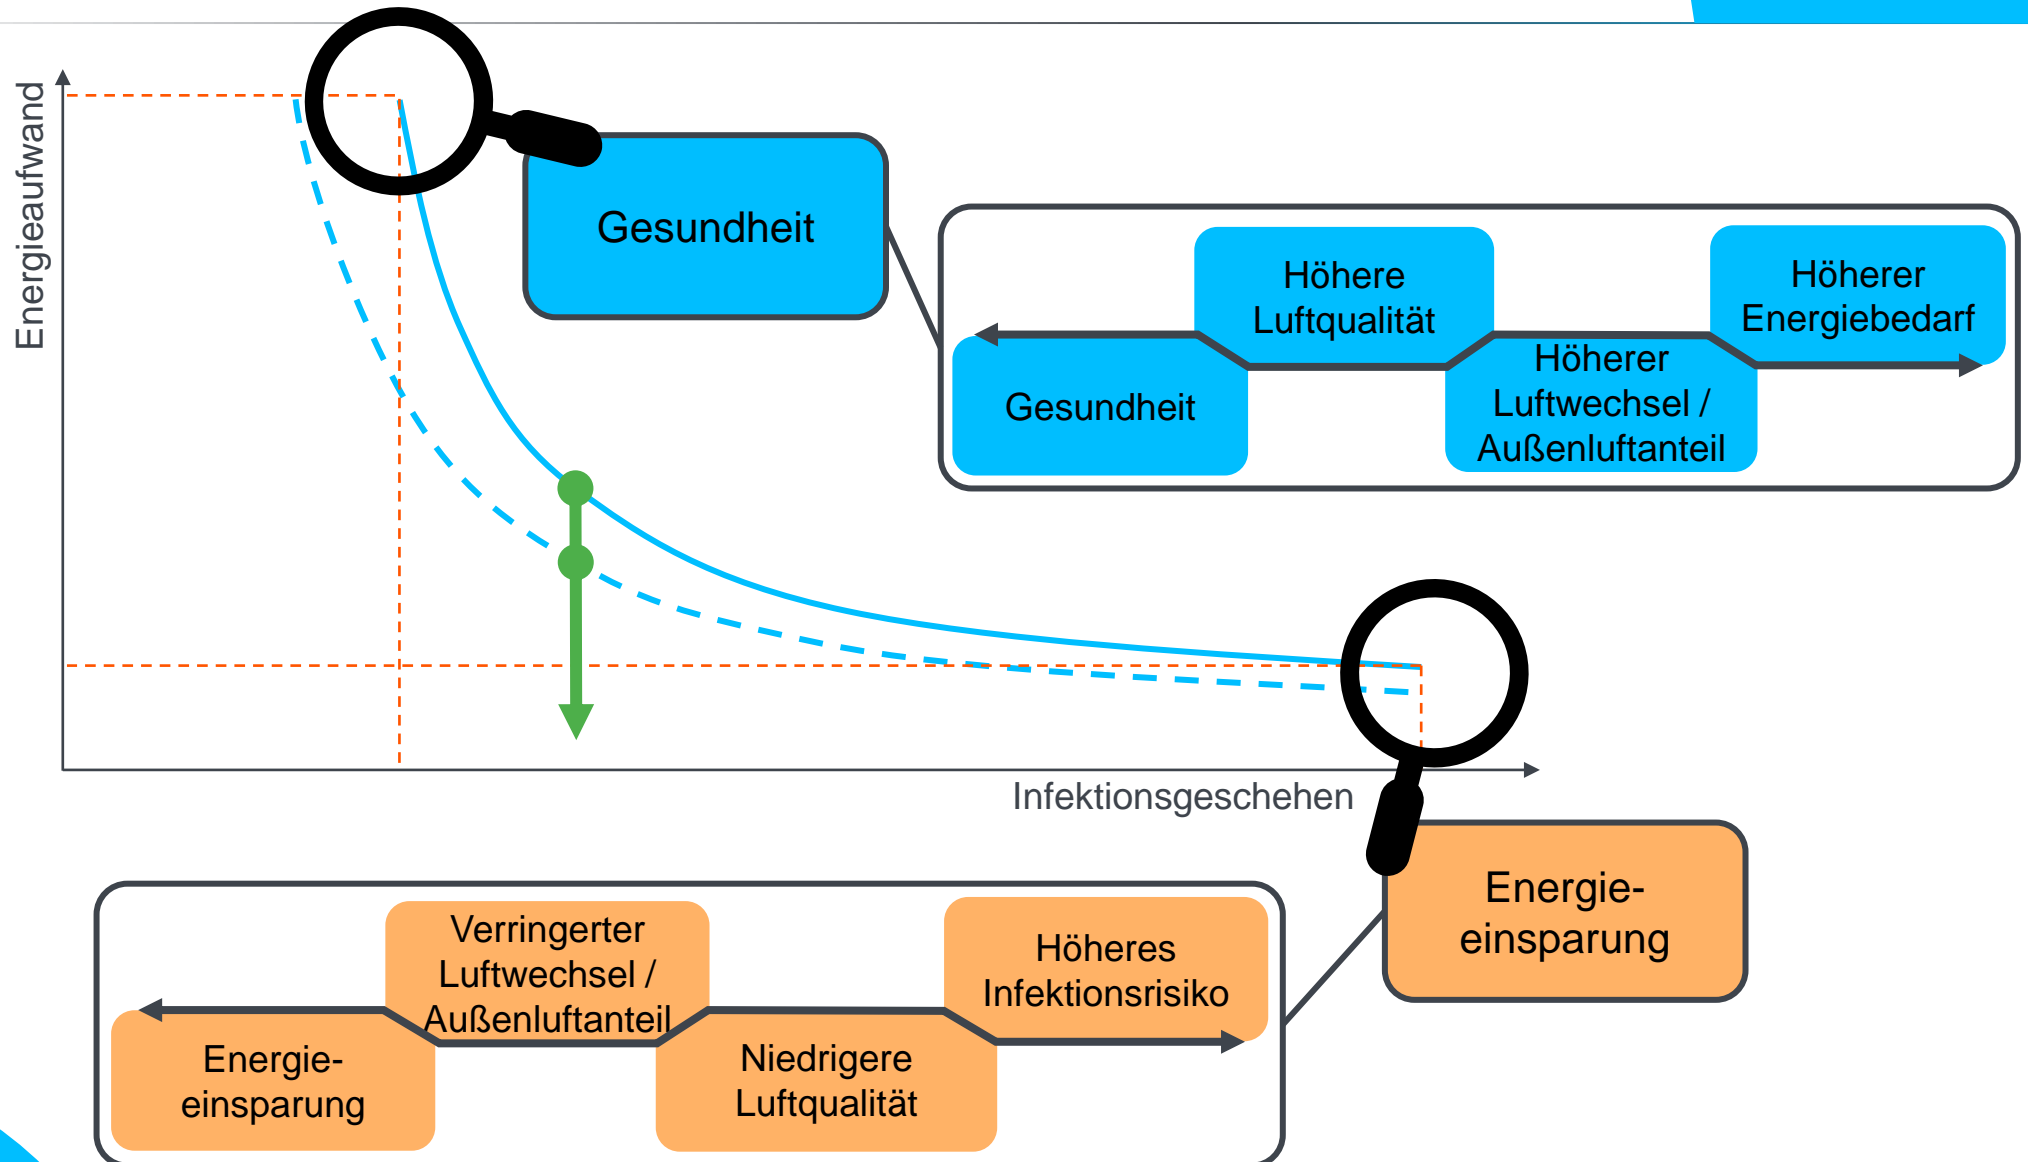 Energieaufwand
Gesundheit
Höhere
Luftqualität
Höherer
Energiebedarf
Gesundheit
Höherer
Luftwechsel /
Außenluftanteil
Infektionsgeschehen
Energie-
einsparung
Verringerter
Luftwechsel /
Außenluftanteil
Höheres
Infektionsrisiko
Energie-
einsparung
Niedrigere
Luftqualität